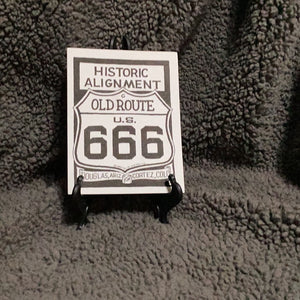 HISTORIC
ALIGNMENT
OLD ROUTE
U.S.
666
DOUGLAS, ARIZ. CORTEZ, COLO.